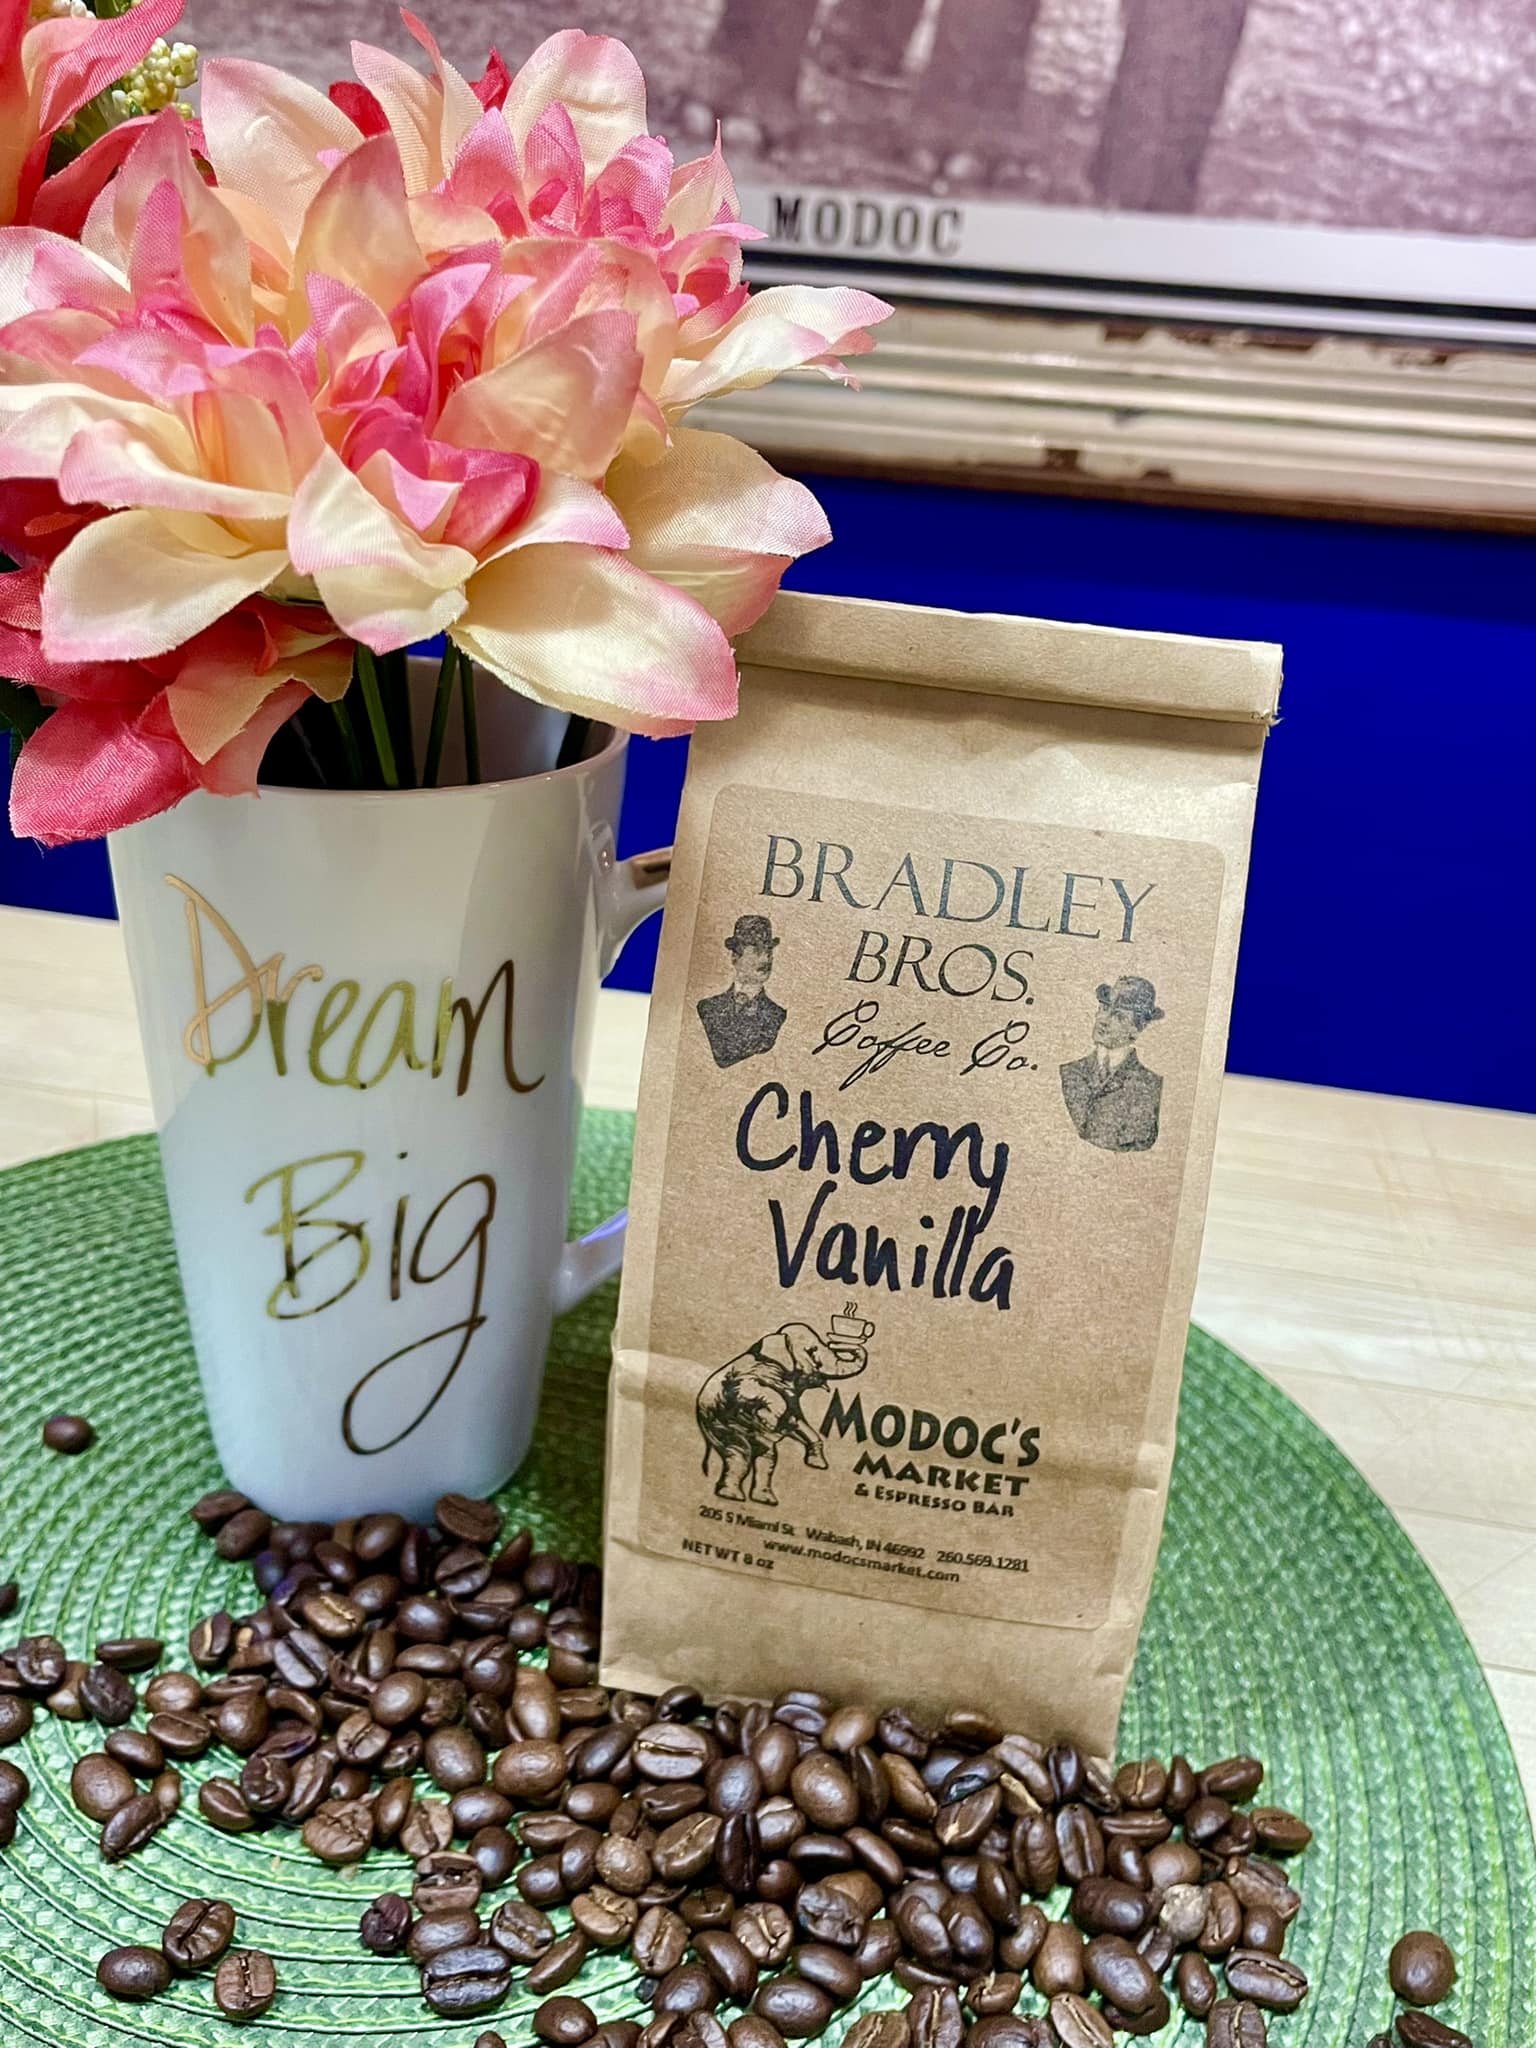 MODOC
Dream
Big
BRADLEY
BROS.
Coffee Co.
Cherry
Vanilla
MODOC'S
MARKET
& ESPRESSO BAR
205 S Miami St Wabash, IN 46992 260.569.1281
www.modocsmarket.com
NET WT 8 oz